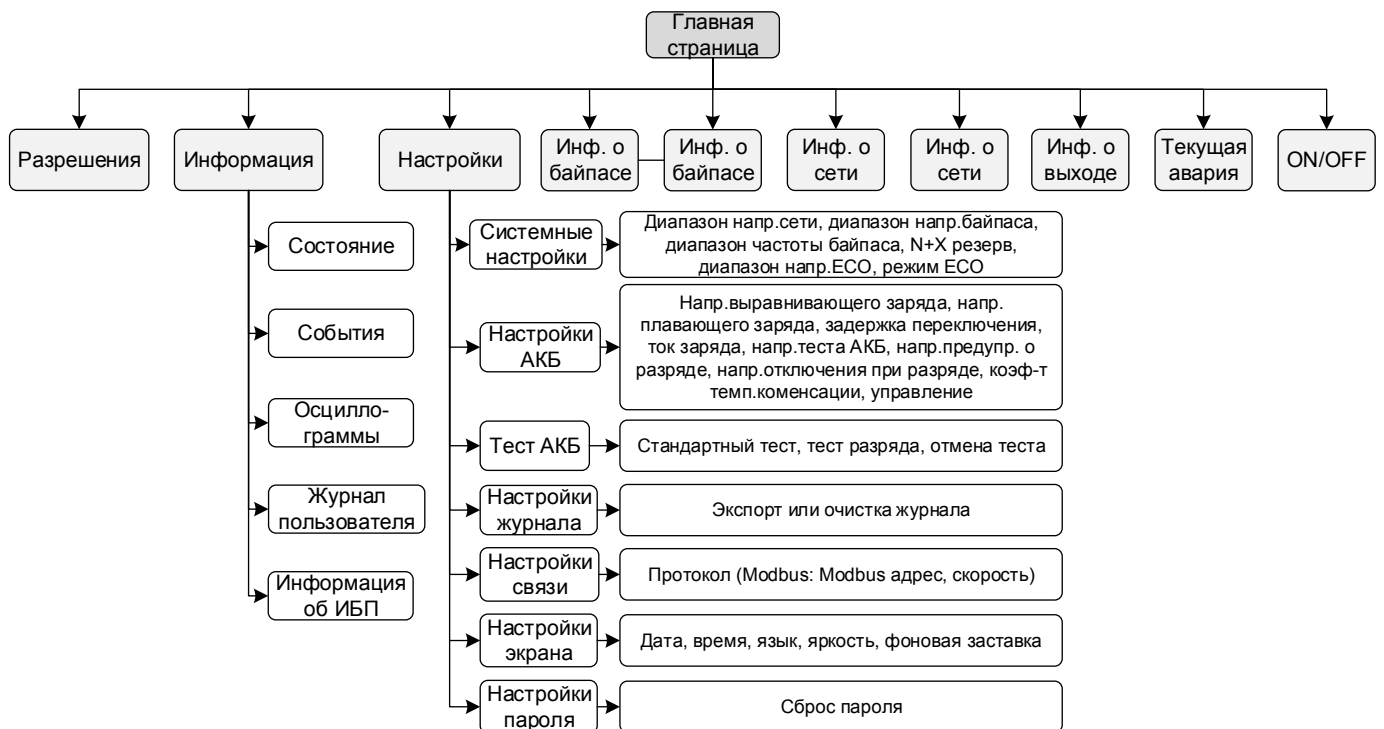 Главная
страница
Разрешения
Информация
Настройки
Инф. о
байпасе
Инф. о
байпасе
Инф. о
сети
Инф. о
сети
Инф. о
выходе
Текущая
авария
ON/OFF
Состояние
События
Осцилло-
граммы
Журнал
пользователя
Информация
об ИБП
Системные
настройки
Диапазон напр.сети, диапазон напр.байпаса,
диапазон частоты байпаса, N+X резерв,
диапазон напр.ECO, режим ECO
Настройки
АКБ
Напр.выравнивающего заряда, напр.
плавающего заряда, задержка переключения,
ток заряда, напр.теста АКБ, напр.предупр. о
разряде, напр.отключения при разряде, коэф-т
темп.коменсации, управление
Тест АКБ
Стандартный тест, тест разряда, отмена теста
Настройки
журнала
Экспорт или очистка журнала
Настройки
связи
Протокол (Modbus: Modbus адрес, скорость)
Настройки
экрана
Дата, время, язык, яркость, фоновая заставка
Настройки
пароля
Сброс пароля